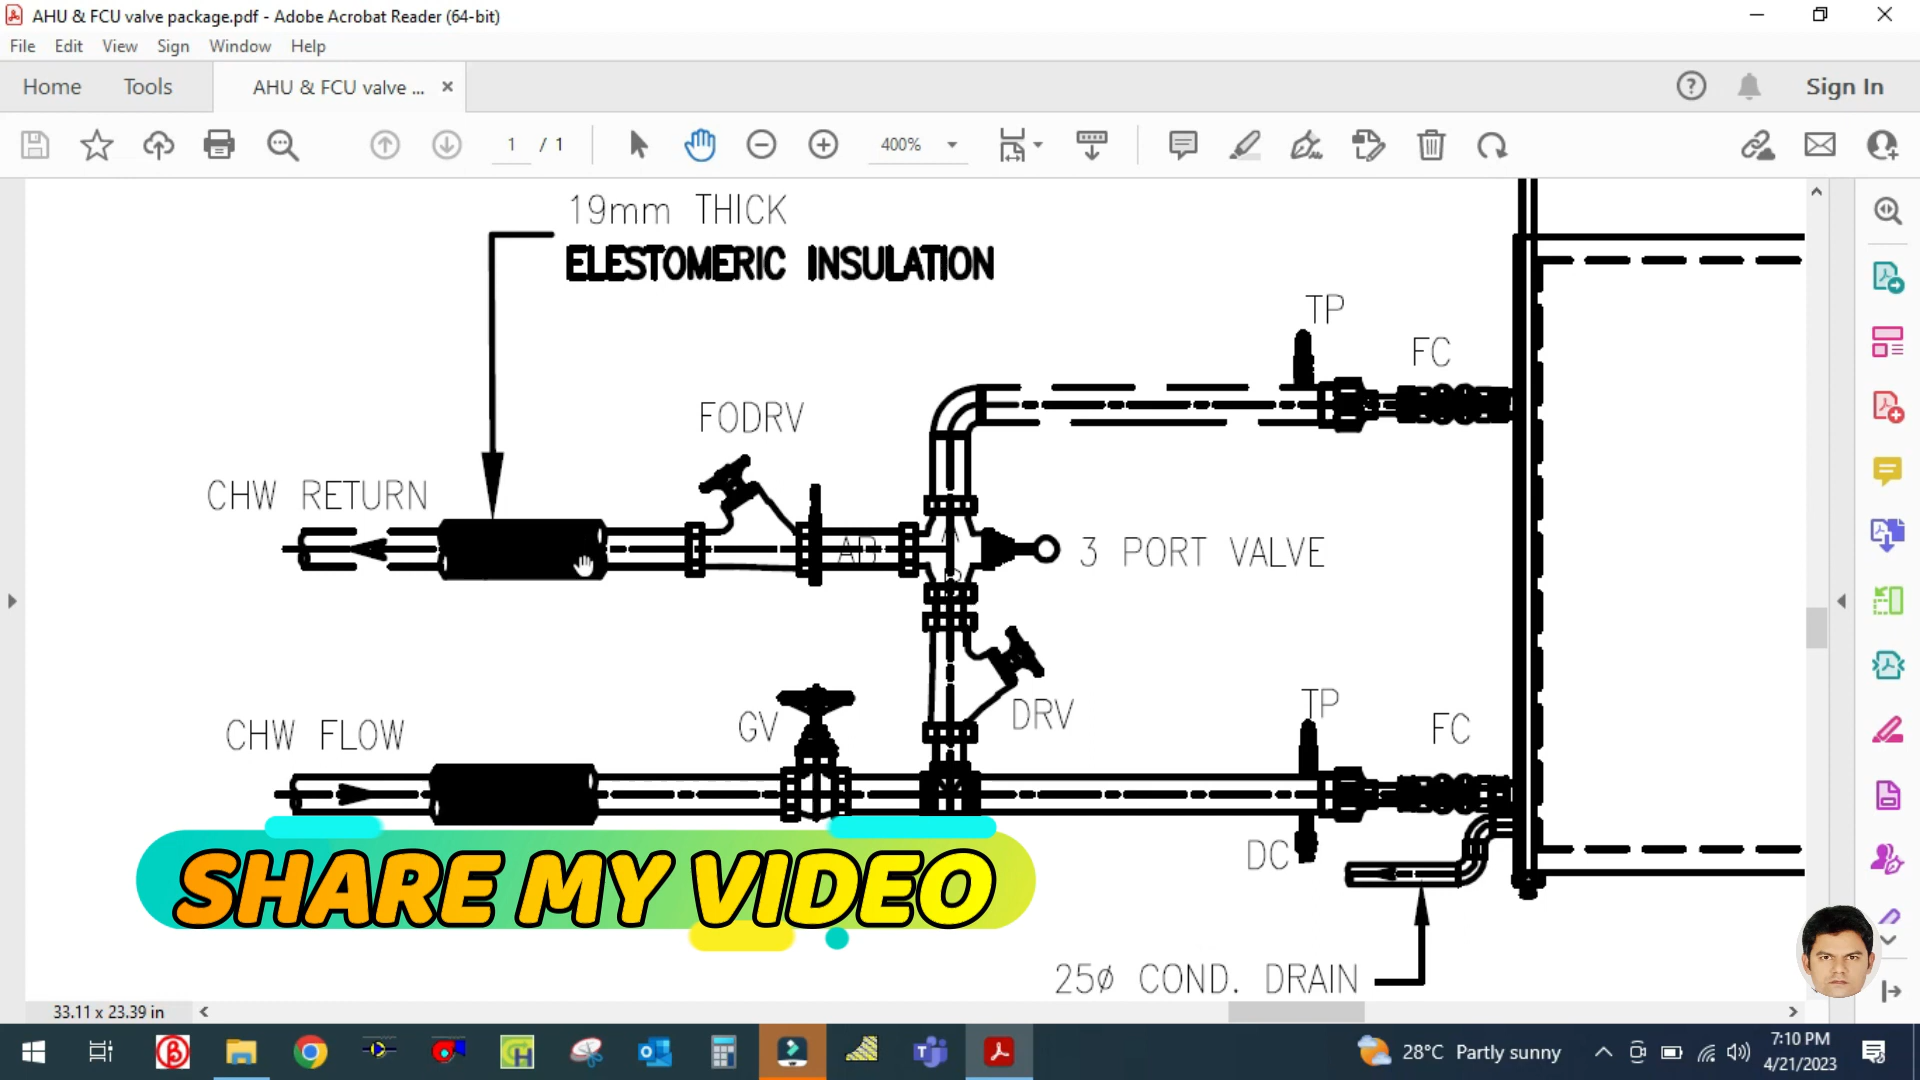 AHU & FCU valve package.pdf - Adobe Acrobat Reader (64-bit)
File Edit View Sign Window Help
Home Tools AHU & FCU valve ... × Sign In
1 / 1 400%
19mm THICK
ELESTOMERIC INSULATION
TP
FC
FODRV
CHW RETURN
A
AB
3 PORT VALVE
B
DRV
TP
FC
GV
CHW FLOW
DC
SHARE MY VIDEO
25ø COND. DRAIN
33.11 x 23.39 in
28°C Partly sunny
7:10 PM
4/21/2023